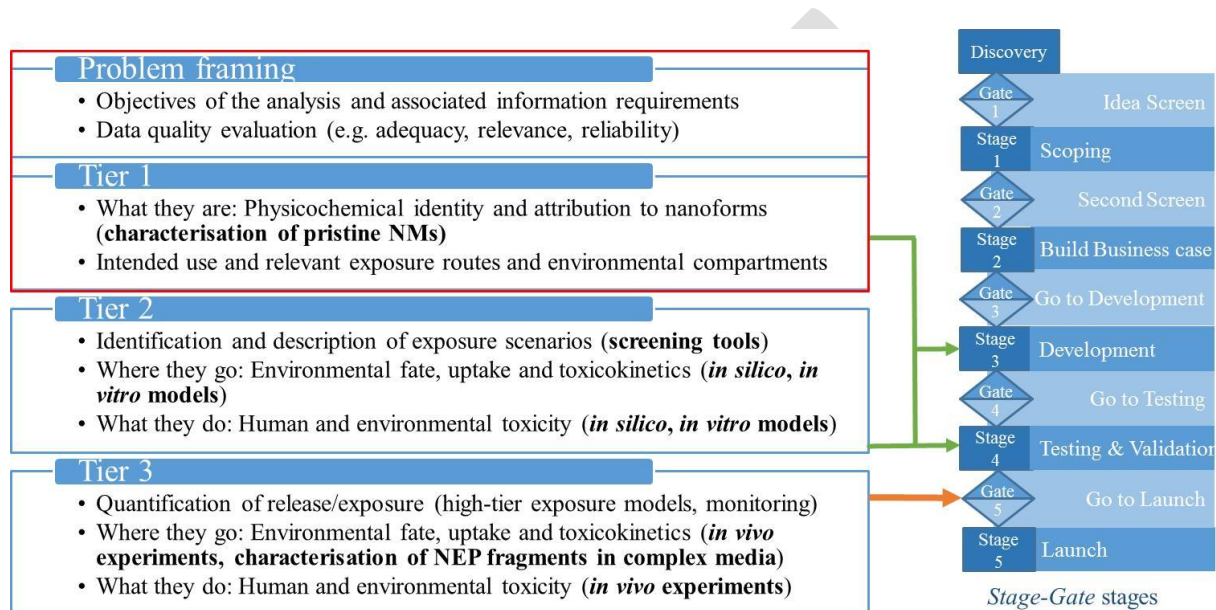 Problem framing
• Objectives of the analysis and associated information requirements
• Data quality evaluation (e.g. adequacy, relevance, reliability)
Tier 1
• What they are: Physicochemical identity and attribution to nanoforms
(characterisation of pristine NMs)
• Intended use and relevant exposure routes and environmental compartments
Tier 2
• Identification and description of exposure scenarios (screening tools)
• Where they go: Environmental fate, uptake and toxicokinetics (in silico, in
vitro models)
• What they do: Human and environmental toxicity (in silico, in vitro models)
Tier 3
• Quantification of release/exposure (high-tier exposure models, monitoring)
• Where they go: Environmental fate, uptake and toxicokinetics (in vivo
experiments, characterisation of NEP fragments in complex media)
• What they do: Human and environmental toxicity (in vivo experiments)
Discovery
Gate
1
Idea Screen
Stage
1
Scoping
Gate
2
Second Screen
Stage
2
Build Business case
Gate
3
Go to Development
Stage
3
Development
Gate
4
Go to Testing
Stage
4
Testing & Validation
Gate
5
Go to Launch
Stage
5
Launch
Stage-Gate stages